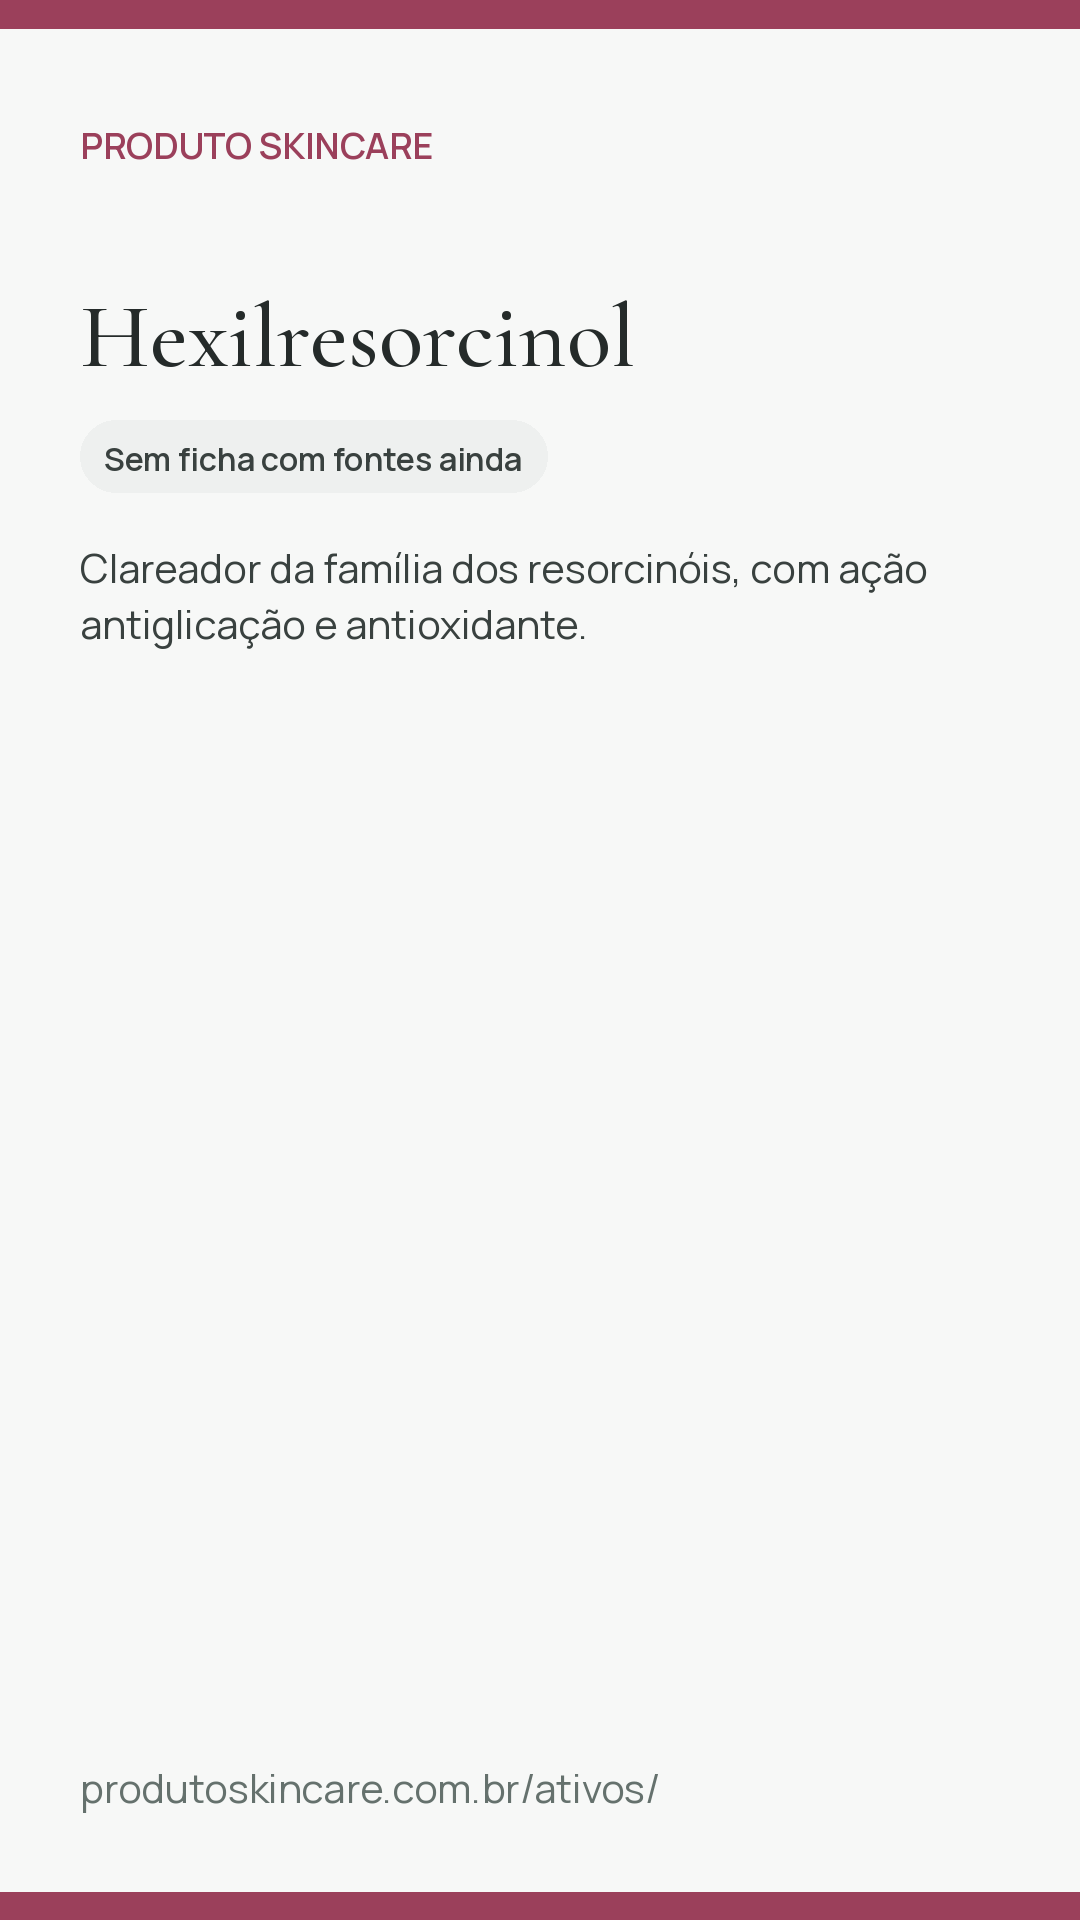 PRODUTO SKINCARE
Hexilresorcinol
Sem ficha com fontes ainda
Clareador da família dos resorcinóis, com ação
antiglicação e antioxidante.
produtoskincare.com.br/ativos/